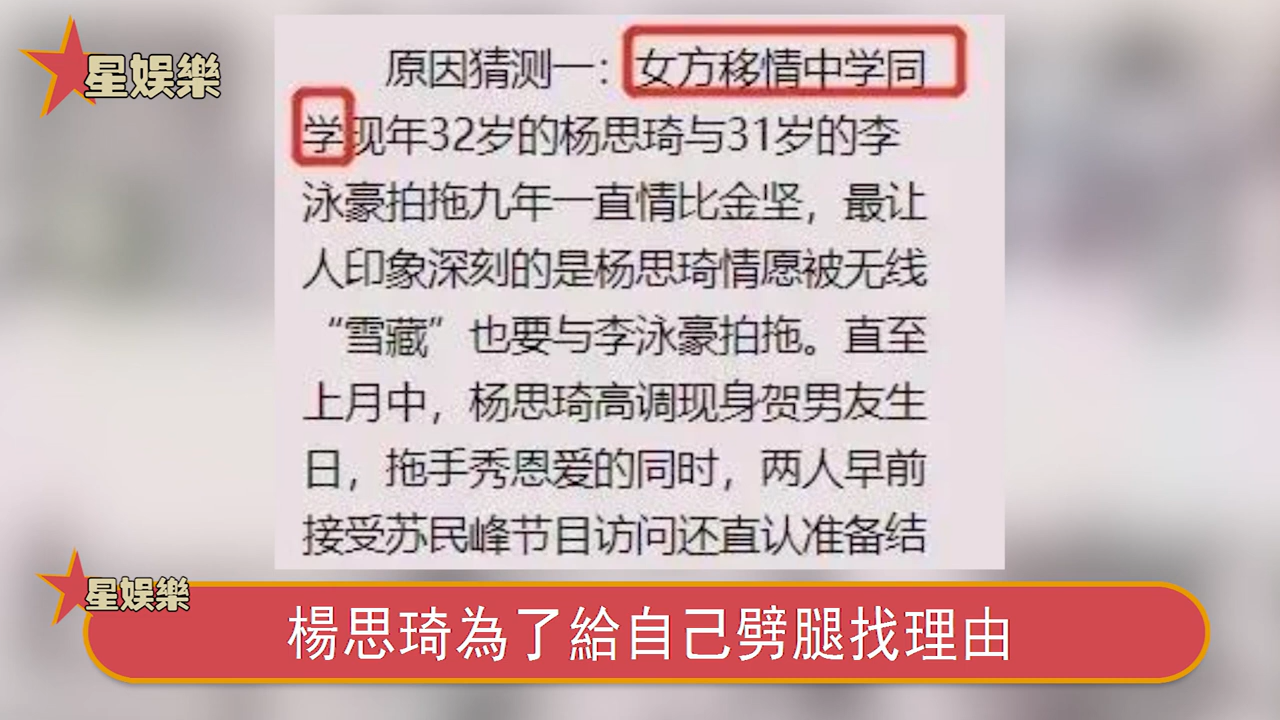 星娱樂
原因猜测一：女方移情中学同
学现年32岁的杨思琦与31岁的李
泳豪拍拖九年一直情比金坚，最让
人印象深刻的是杨思琦情愿被无线
“雪藏”也要与李泳豪拍拖。直至
上月中，杨思琦高调现身贺男友生
日，拖手秀恩爱的同时，两人早前
接受苏民峰节目访问还直认准备结
星娱樂
楊思琦為了給自己劈腿找理由